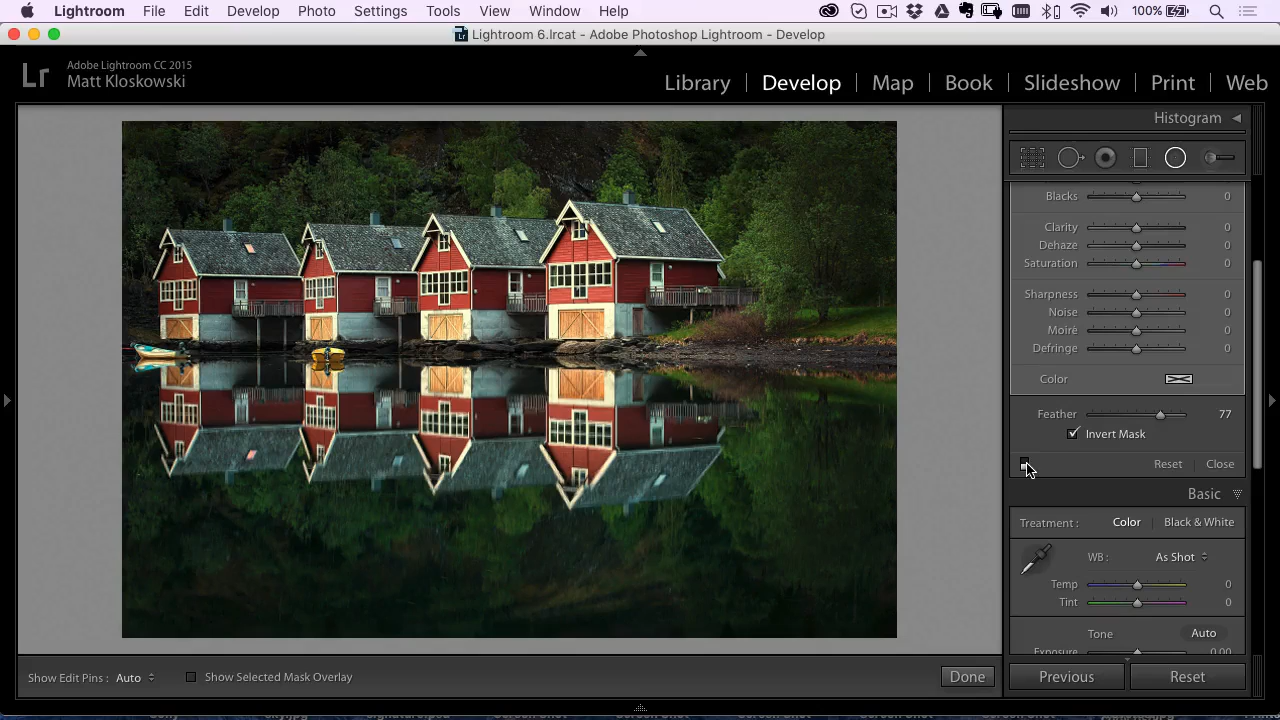 Lightroom File Edit Develop Photo Settings Tools View Window Help 100%
Lightroom 6.lrcat - Adobe Photoshop Lightroom - Develop
Lr
Adobe Lightroom CC 2015
Matt Kloskowski
Library Develop Map Book Slideshow Print Web
Histogram
Blacks 0
Clarity 0
Dehaze 0
Saturation 0
Sharpness 0
Noise 0
Moiré 0
Defringe 0
Color
Feather 77
Invert Mask
Reset Close
Basic
Treatment : Color Black & White
WB : As Shot
Temp 0
Tint 0
Tone Auto
Exposure 0.00
Show Edit Pins : Auto Show Selected Mask Overlay Done
Previous Reset